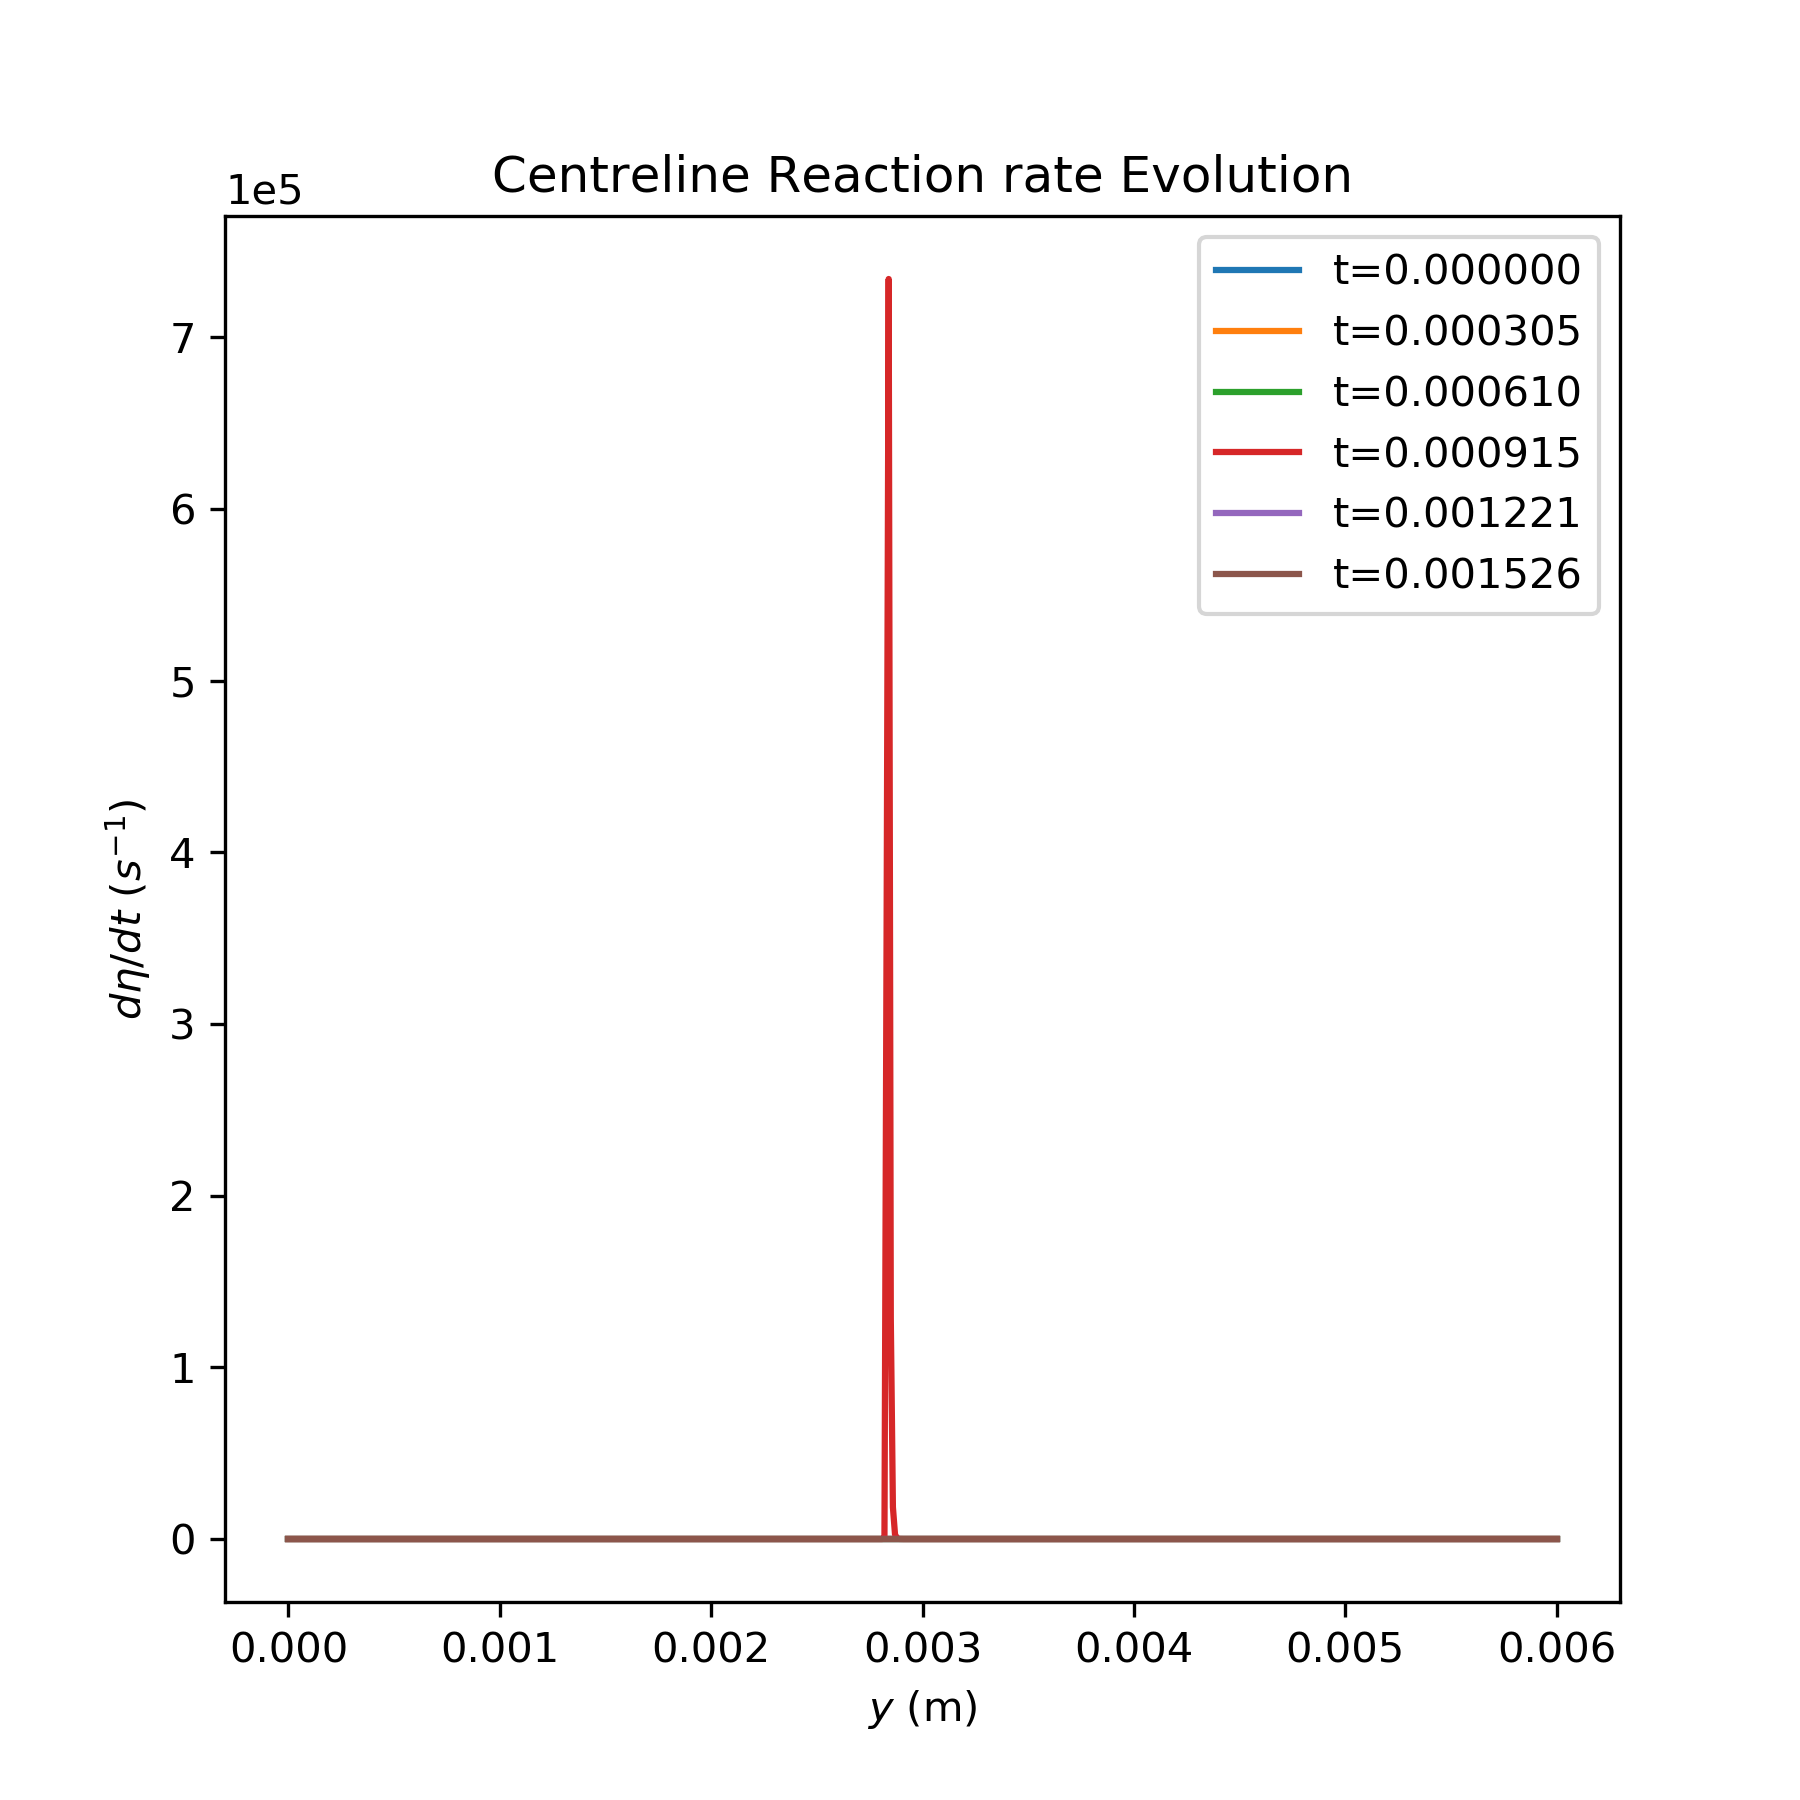 Centreline Reaction rate Evolution
1e5
t=0.000000
t=0.000305
t=0.000610
t=0.000915
t=0.001221
t=0.001526
7
6
5
4
3
2
1
0
dη/dt (s⁻¹)
0.000 0.001 0.002 0.003 0.004 0.005 0.006
y (m)